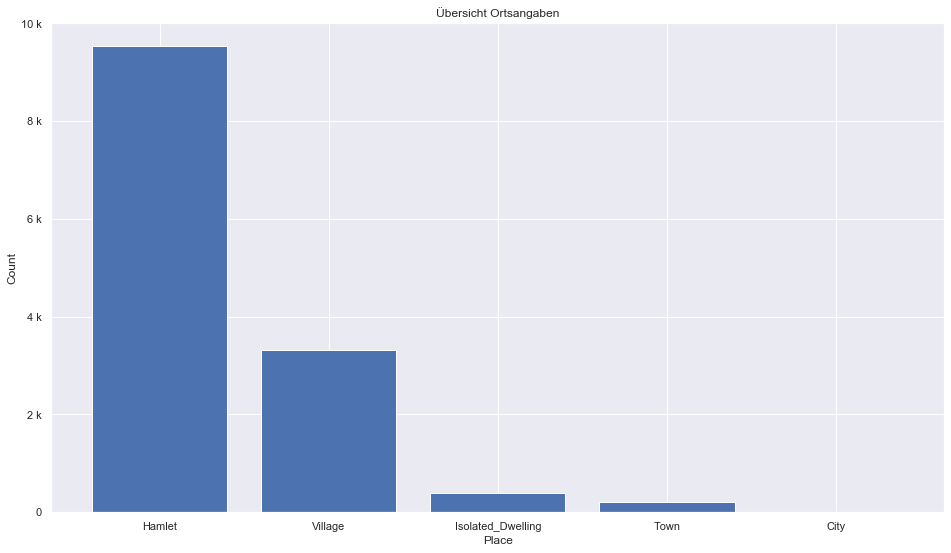 Übersicht Ortsangaben
10 k
8 k
6 k
4 k
2 k
0
Count
Hamlet
Village
Isolated_Dwelling
Town
City
Place